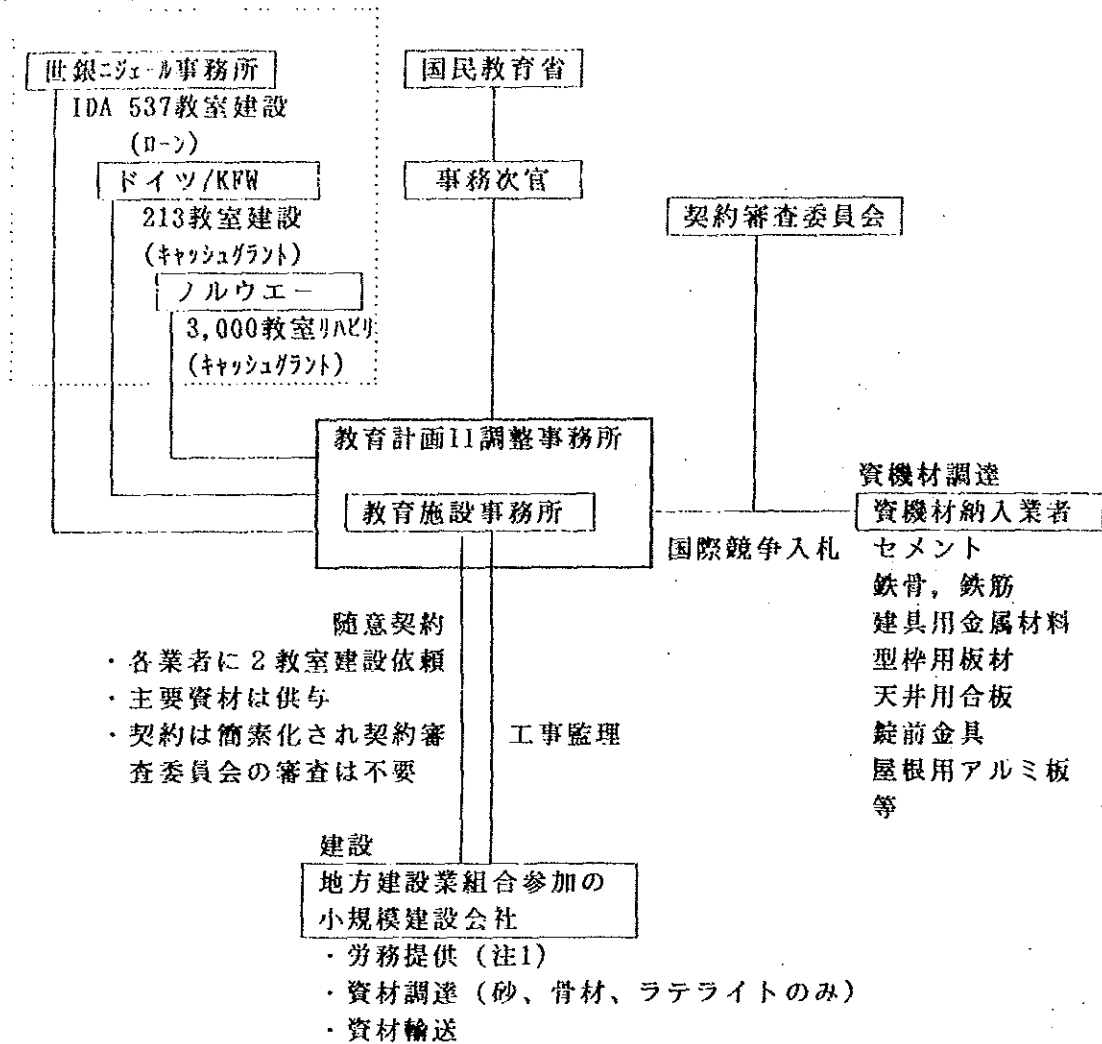 世銀ニジェール事務所
IDA 537教室建設
(ローン)
ドイツ/KFW
213教室建設
(キャッシュグラント)
ノルウエー
3,000教室リハビリ
(キャッシュグラント)
国民教育省
事務次官
契約審査委員会
教育計画II調整事務所
教育施設事務所
国際競争入札
資機材調達
資機材納入業者
セメント
鉄骨，鉄筋
建具用金属材料
型枠用板材
天井用合板
錠前金具
屋根用アルミ板
等
随意契約
・各業者に２教室建設依頼
・主要資材は供与
・契約は簡素化され契約審
査委員会の審査は不要
工事監理
建設
地方建設業組合参加の
小規模建設会社
・労務提供（注1）
・資材調達（砂、骨材、ラテライトのみ）
・資材輸送